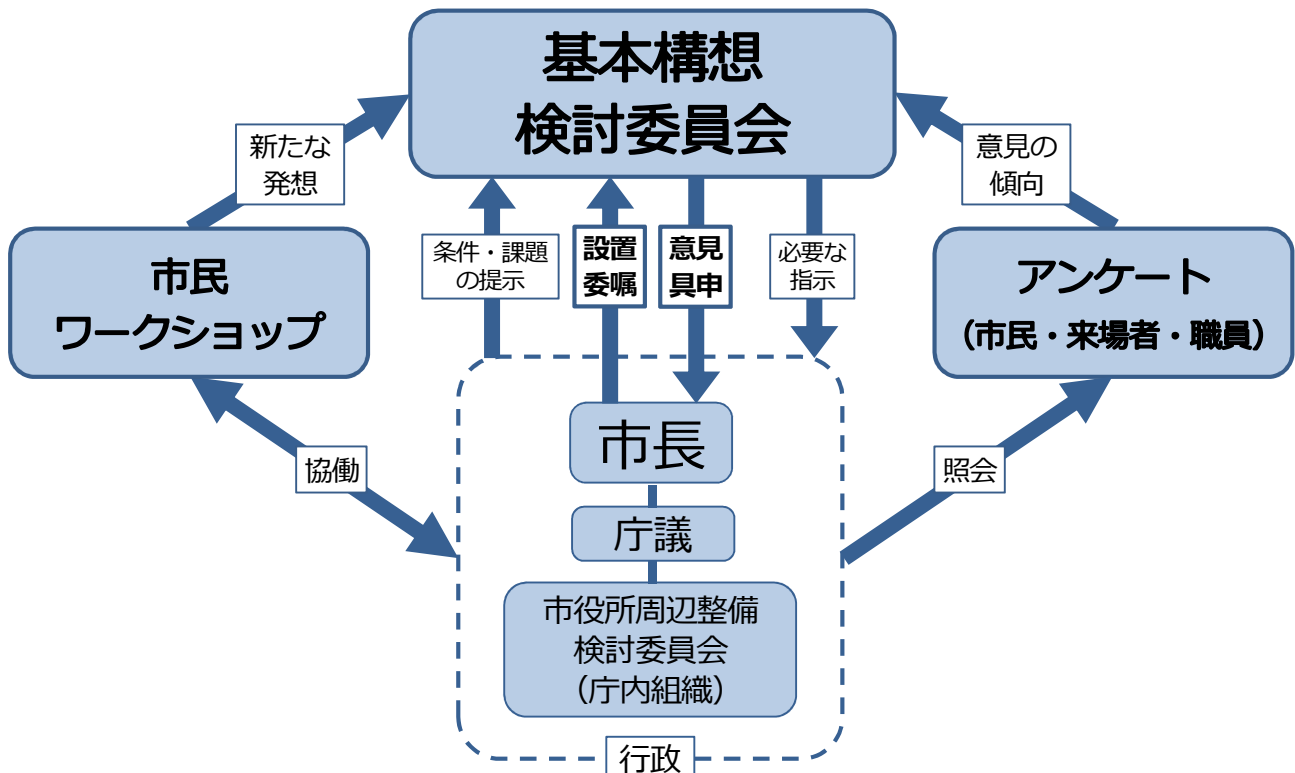 基本構想
検討委員会
新たな
発想
意見の
傾向
条件・課題
の提示
設置
委嘱
意見
具申
必要な
指示
市民
ワークショップ
アンケート
（市民・来場者・職員）
市長
協働
照会
庁議
市役所周辺整備
検討委員会
（庁内組織）
行政